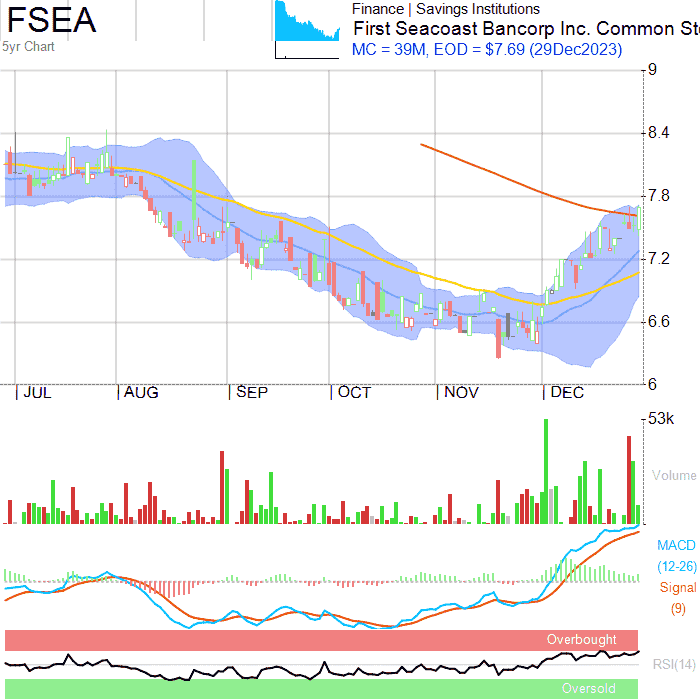 FSEA
5yr Chart
Finance | Savings Institutions
First Seacoast Bancorp Inc. Common St
MC = 39M, EOD = $7.69 (29Dec2023)
9
8.4
7.8
7.2
6.6
6
| JUL | AUG | SEP | OCT | NOV | DEC
53k
Volume
MACD
(12-26)
Signal
(9)
Overbought
RSI(14)
Oversold